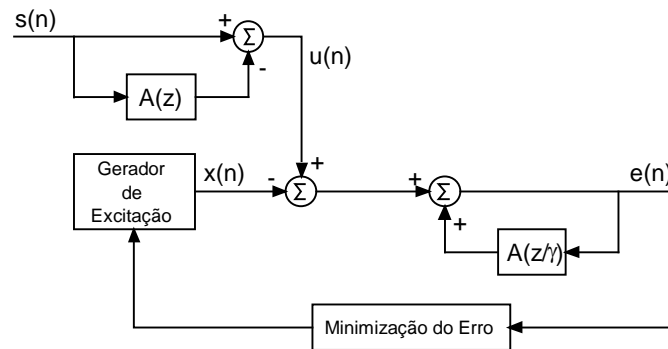 s(n)
+
Σ
-
u(n)
A(z)
Gerador
de
Excitação
x(n)
-
+
Σ
+
Σ
+
e(n)
A(z/γ)
Minimização do Erro